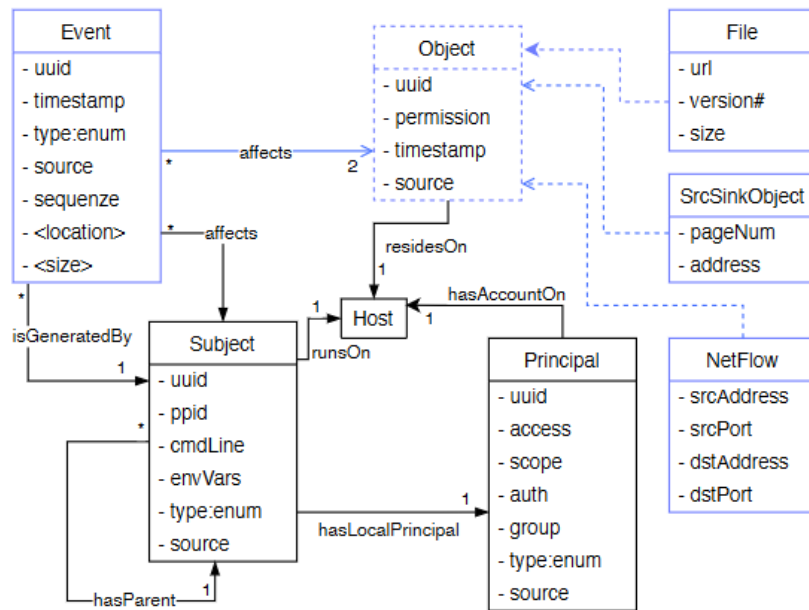 Event
- uuid
- timestamp
- type:enum
- source
- sequenze
- <location>
- <size>
Object
- uuid
- permission
- timestamp
- source
File
- url
- version#
- size
SrcSinkObject
- pageNum
- address
* affects 2
* affects
residesOn
1
* isGeneratedBy 1
1 Host 1
hasAccountOn
runsOn
Subject
- uuid
- ppid
- cmdLine
- envVars
- type:enum
- source
* hasParent 1
hasLocalPrincipal 1
Principal
- uuid
- access
- scope
- auth
- group
- type:enum
- source
NetFlow
- srcAddress
- srcPort
- dstAddress
- dstPort